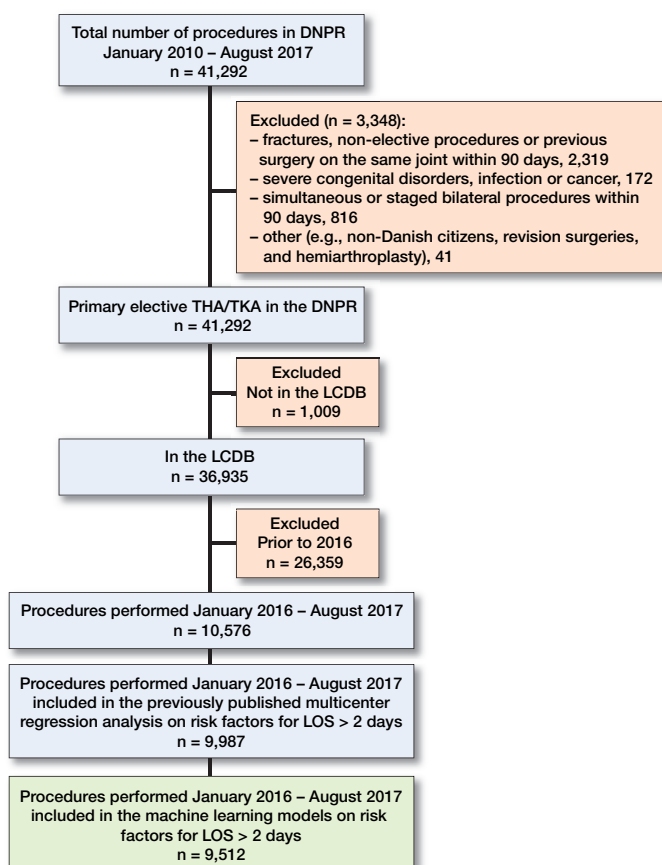 Total number of procedures in DNPR
January 2010 – August 2017
n = 41,292
Excluded (n = 3,348):
– fractures, non-elective procedures or previous
surgery on the same joint within 90 days, 2,319
– severe congenital disorders, infection or cancer, 172
– simultaneous or staged bilateral procedures within
90 days, 816
– other (e.g., non-Danish citizens, revision surgeries,
and hemiarthroplasty), 41
Primary elective THA/TKA in the DNPR
n = 41,292
Excluded
Not in the LCDB
n = 1,009
In the LCDB
n = 36,935
Excluded
Prior to 2016
n = 26,359
Procedures performed January 2016 – August 2017
n = 10,576
Procedures performed January 2016 – August 2017
included in the previously published multicenter
regression analysis on risk factors for LOS > 2 days
n = 9,987
Procedures performed January 2016 – August 2017
included in the machine learning models on risk
factors for LOS > 2 days
n = 9,512